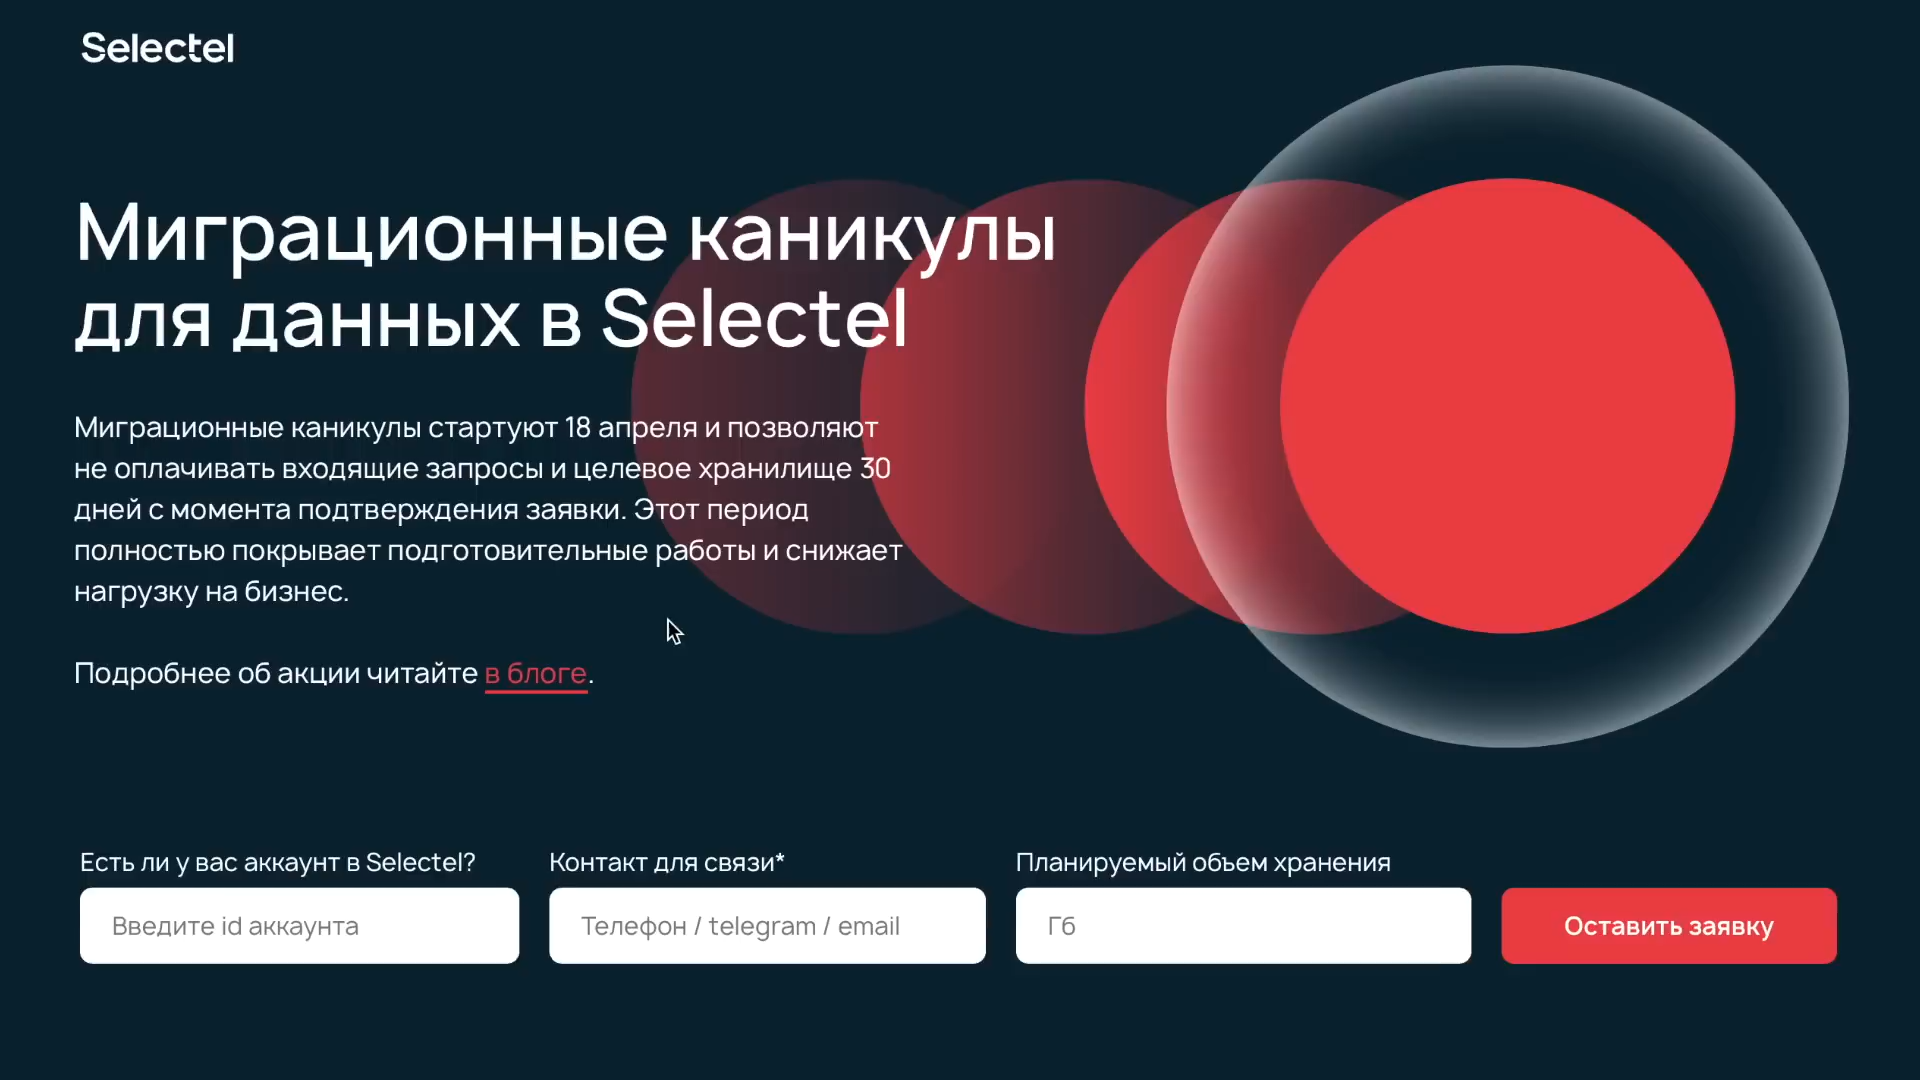 Selectel
Миграционные каникулы
для данных в Selectel
Миграционные каникулы стартуют 18 апреля и позволяют
не оплачивать входящие запросы и целевое хранилище 30
дней с момента подтверждения заявки. Этот период
полностью покрывает подготовительные работы и снижает
нагрузку на бизнес.
Подробнее об акции читайте в блоге.
Есть ли у вас аккаунт в Selectel?
Введите id аккаунта
Контакт для связи*
Телефон / telegram / email
Планируемый объем хранения
Гб
Оставить заявку